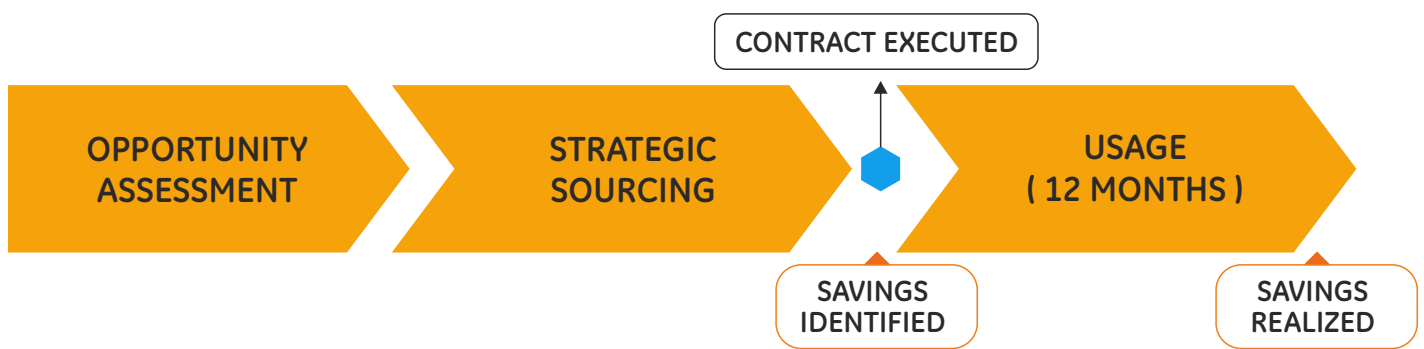 CONTRACT EXECUTED
OPPORTUNITY
ASSESSMENT
STRATEGIC
SOURCING
USAGE
( 12 MONTHS )
SAVINGS
IDENTIFIED
SAVINGS
REALIZED